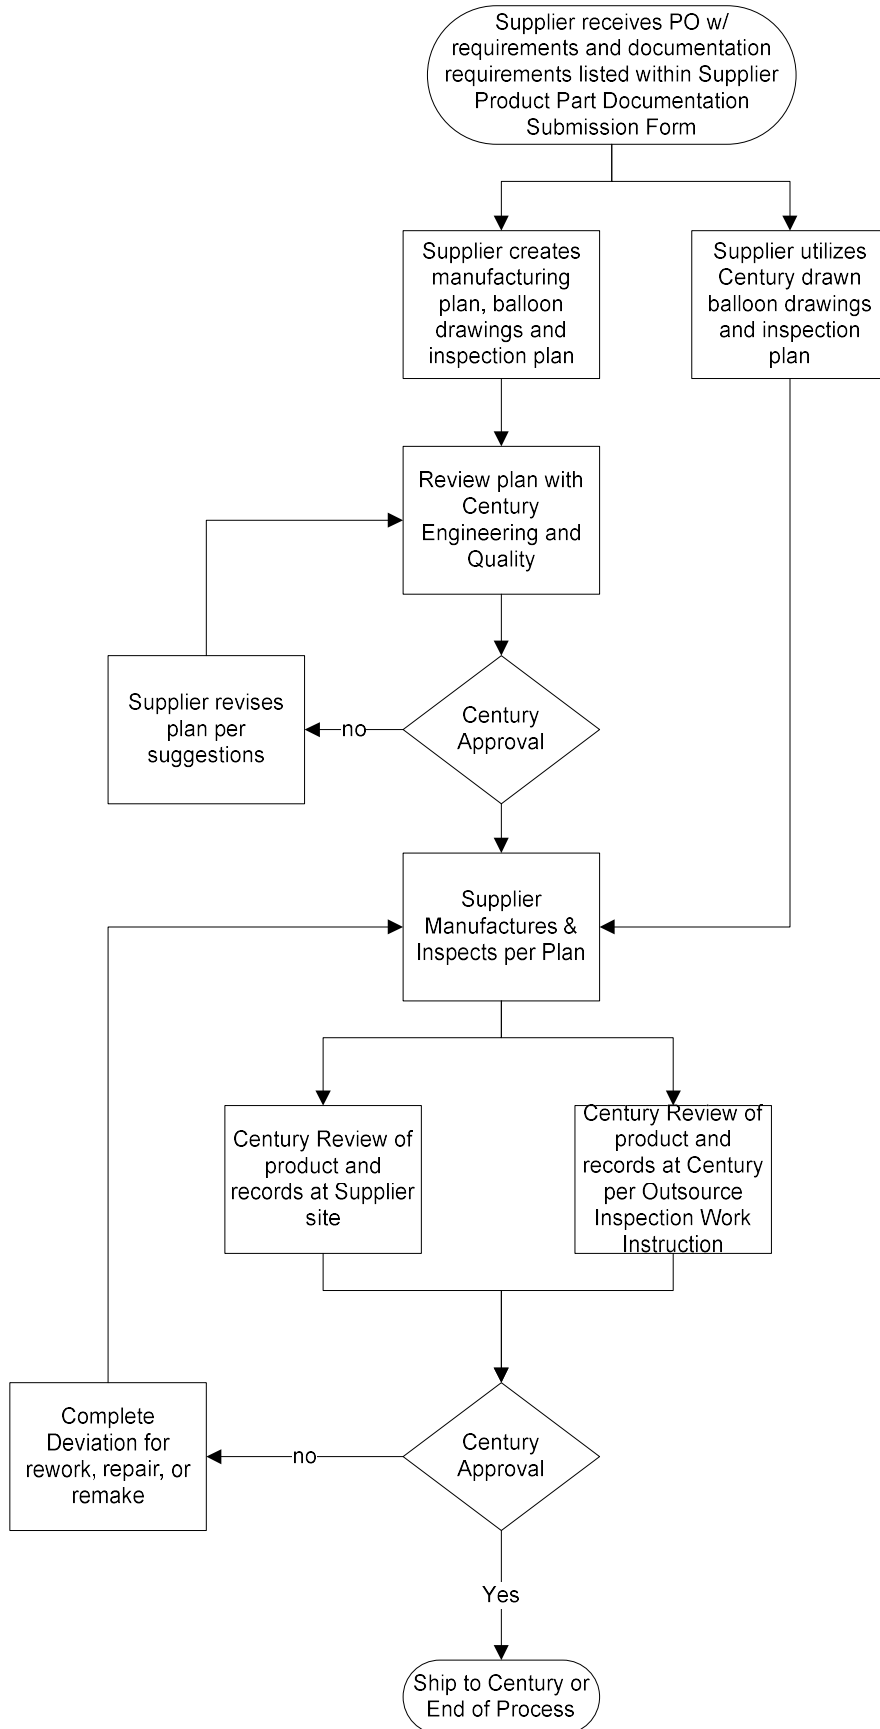 Supplier receives PO w/
requirements and documentation
requirements listed within Supplier
Product Part Documentation
Submission Form
Supplier creates
manufacturing
plan, balloon
drawings and
inspection plan
Supplier utilizes
Century drawn
balloon drawings
and inspection
plan
Review plan with
Century
Engineering and
Quality
Supplier revises
plan per
suggestions
no
Century
Approval
Supplier
Manufactures &
Inspects per Plan
Century Review of
product and
records at Supplier
site
Century Review of
product and
records at Century
per Outsource
Inspection Work
Instruction
Complete
Deviation for
rework, repair, or
remake
no
Century
Approval
Yes
Ship to Century or
End of Process